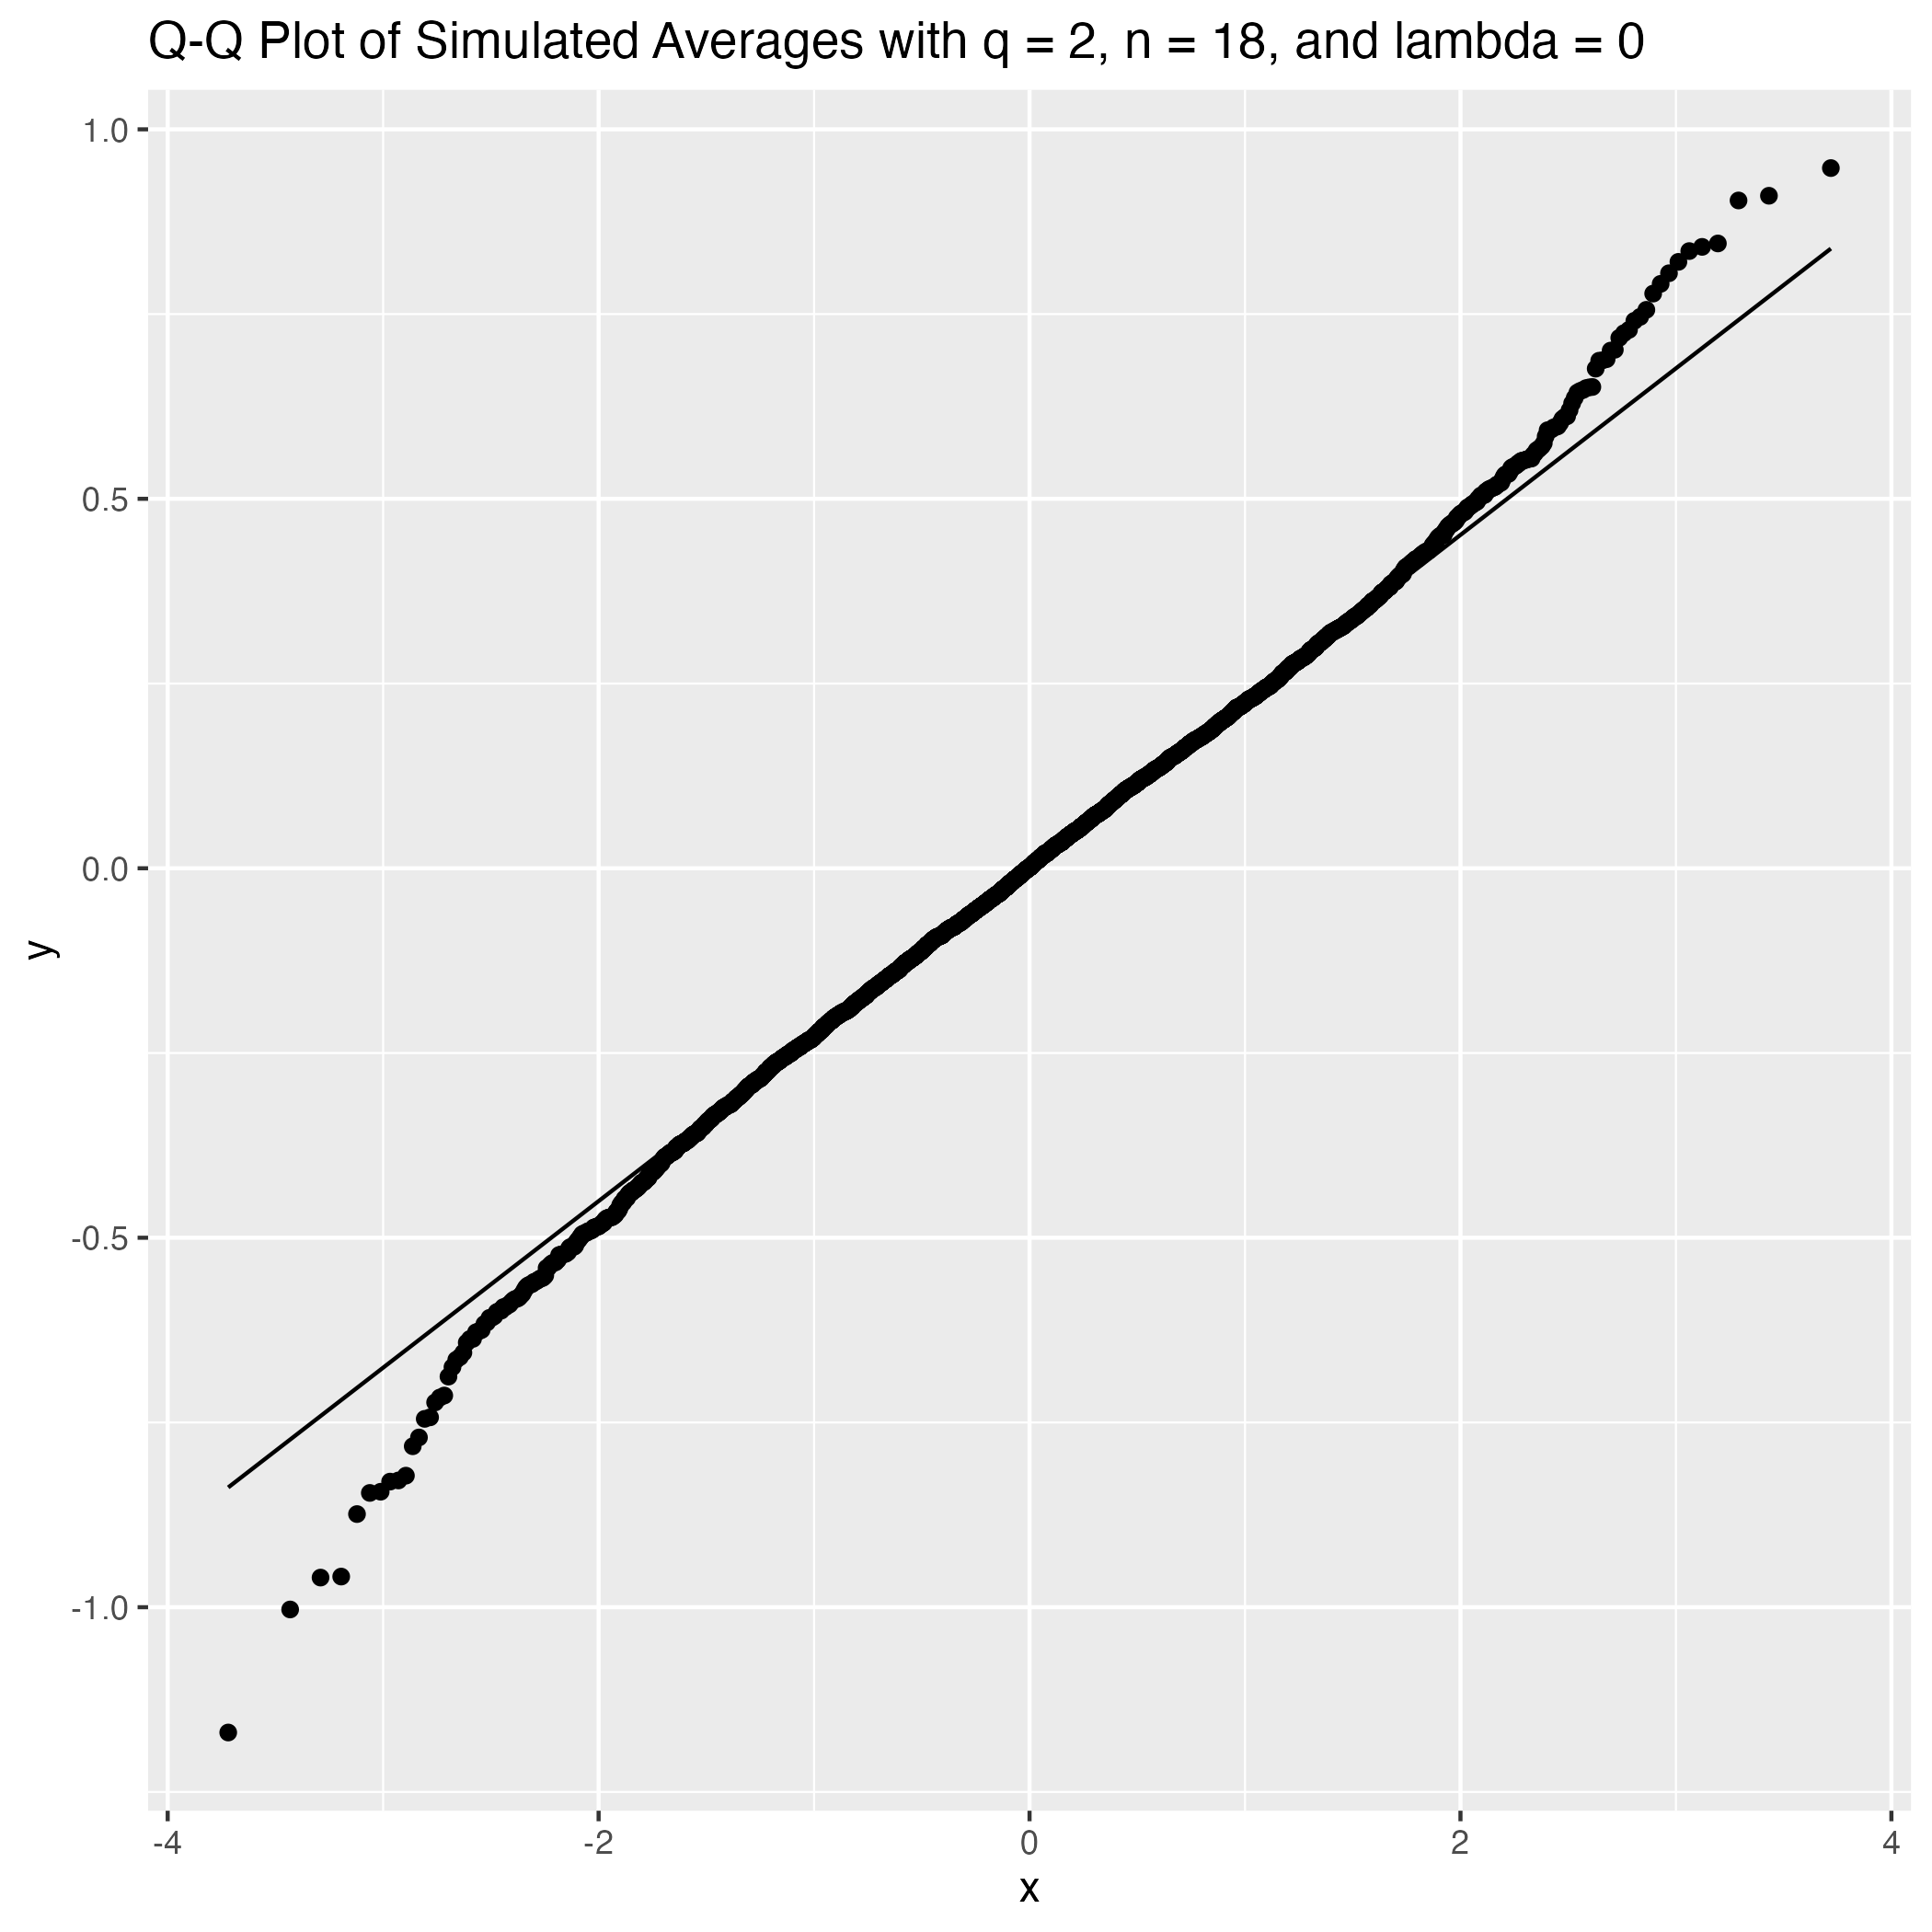 Q-Q Plot of Simulated Averages with q = 2, n = 18, and lambda = 0
1.0
0.5
0.0
-0.5
-1.0
y
-4 -2 0 2 4
x